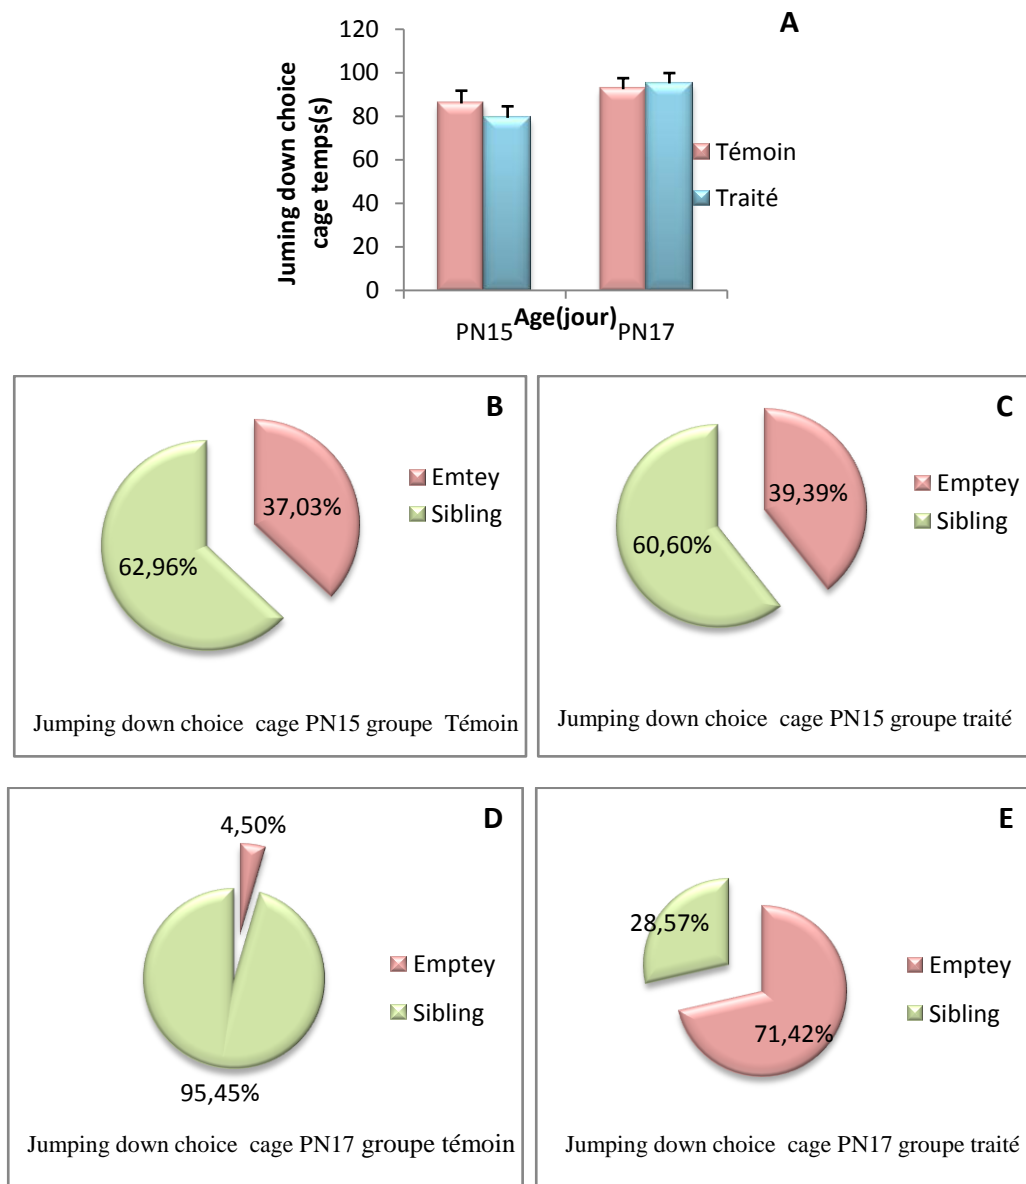 A
120
100
80
60
40
20
0
Juming down choice
cage temps(s)
Témoin
Traité
PN15
Age(jour)
PN17
B
37,03%
62,96%
Emtey
Sibling
Jumping down choice cage PN15 groupe Témoin
C
39,39%
60,60%
Emptey
Sibling
Jumping down choice cage PN15 groupe traité
D
4,50%
95,45%
Emptey
Sibling
Jumping down choice cage PN17 groupe témoin
E
28,57%
71,42%
Emptey
Sibling
Jumping down choice cage PN17 groupe traité